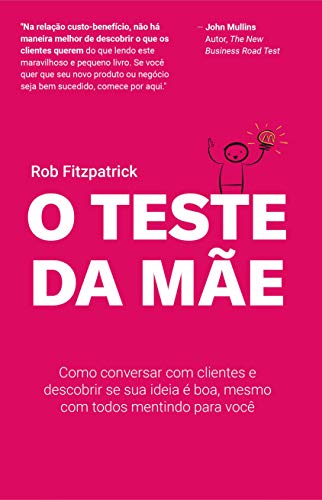 "Na relação custo-benefício, não há
maneira melhor de descobrir o que os
clientes querem do que lendo este
maravilhoso e pequeno livro. Se você
quer que seu novo produto ou negócio
seja bem sucedido, comece por aqui."
— John Mullins
Autor, The New
Business Road Test
Rob Fitzpatrick
O TESTE
DA MÃE
Como conversar com clientes e
descobrir se sua ideia é boa, mesmo
com todos mentindo para você